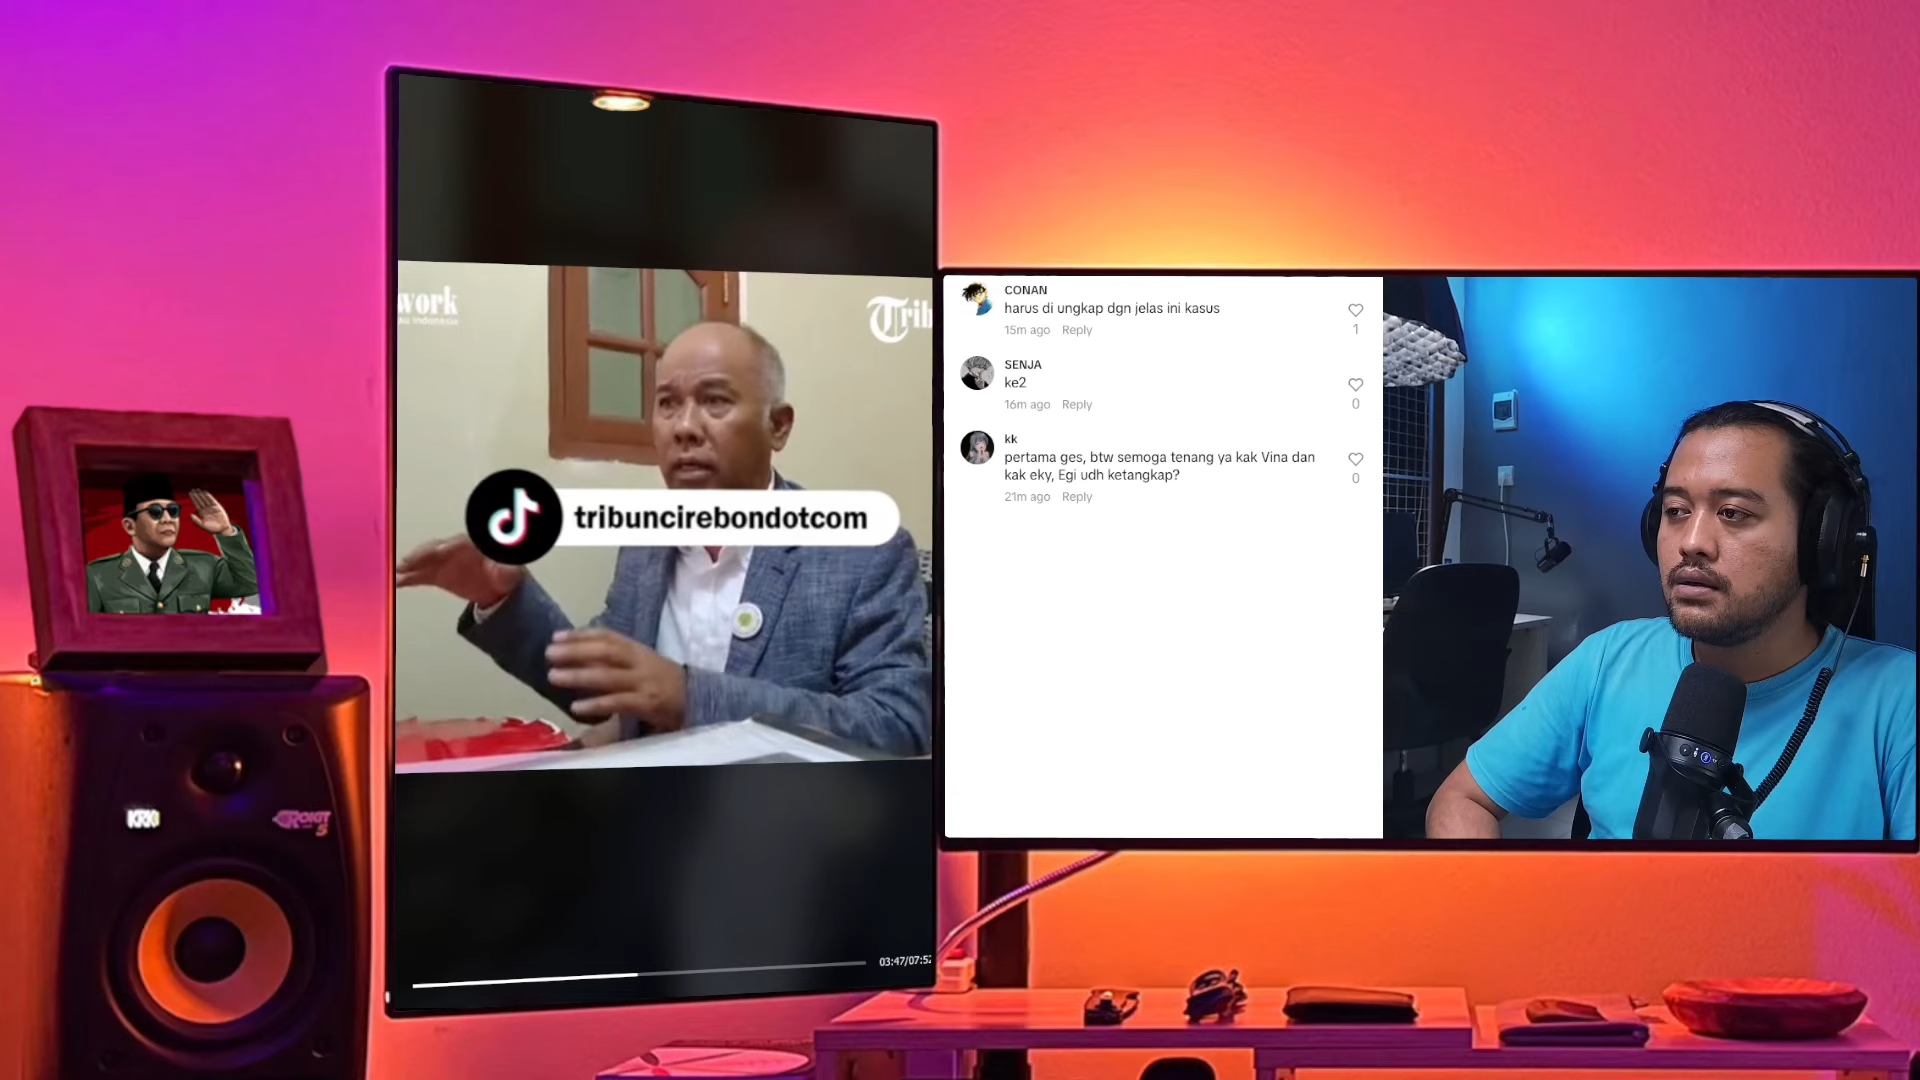 work
Trib
tribuncirebondotcom
03:47/07:52
KRK
ROKIT
5
CONAN
harus di ungkap dgn jelas ini kasus
15m ago Reply
1
SENJA
ke2
16m ago Reply
0
kk
pertama ges, btw semoga tenang ya kak Vina dan
kak eky, Egi udh ketangkap?
0
21m ago Reply